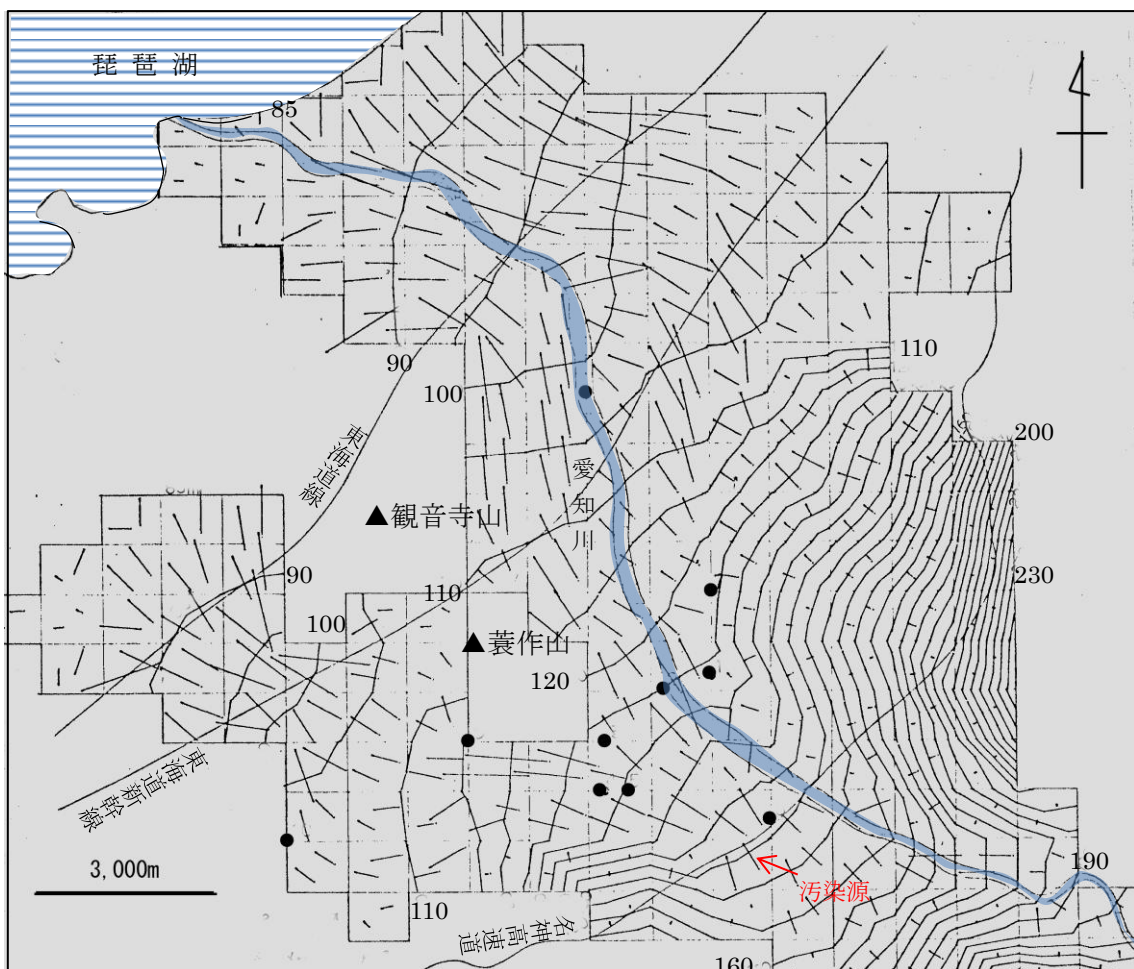 琵琶湖
85
90
110
100
200
東海道線
愛知川
▲観音寺山
90
110
230
100
▲蓑作山
120
東海道新幹線
3,000m
190
汚染源
110
名神高速道
160